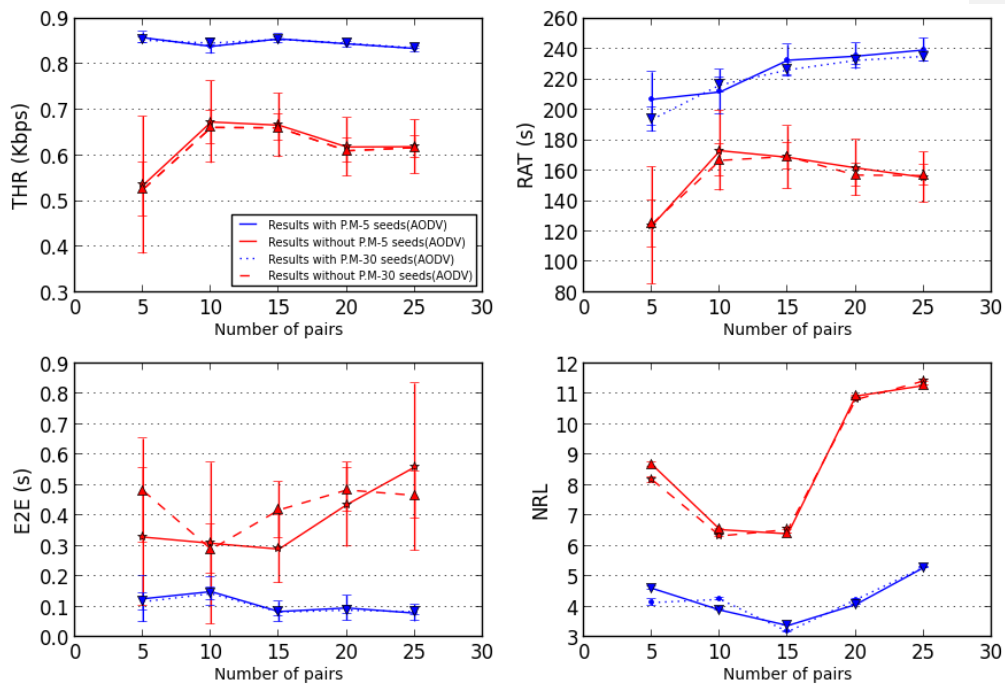 0.9
0.8
0.7
0.6
0.5
0.4
0.3
THR (Kbps)
Results with P.M-5 seeds(AODV)
Results without P.M-5 seeds(AODV)
Results with P.M-30 seeds(AODV)
Results without P.M-30 seeds(AODV)
0 5 10 15 20 25 30
Number of pairs
260
240
220
200
180
160
140
120
100
80
RAT (s)
0 5 10 15 20 25 30
Number of pairs
0.9
0.8
0.7
0.6
0.5
0.4
0.3
0.2
0.1
0.0
E2E (s)
0 5 10 15 20 25 30
Number of pairs
12
11
10
9
8
7
6
5
4
3
NRL
0 5 10 15 20 25 30
Number of pairs